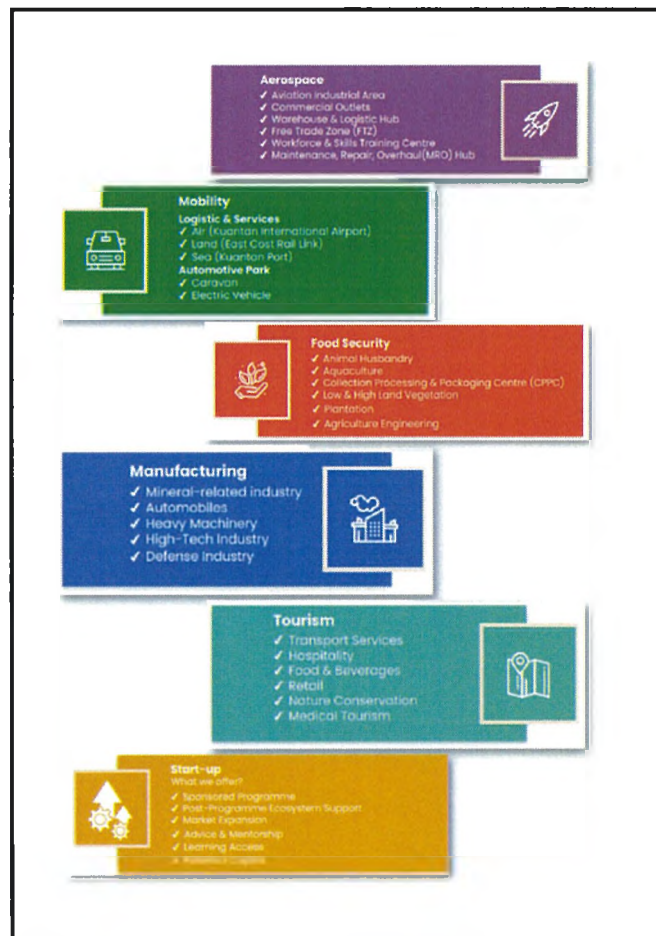 Aerospace
✓ Aviation Industrial Area
✓ Commercial Outlets
✓ Warehouse & Logistic Hub
✓ Free Trade Zone (FTZ)
✓ Workforce & Skills Training Centre
✓ Maintenance, Repair, Overhaul(MRO) Hub
Mobility
Logistic & Services
✓ Air (Kuantan International Airport)
✓ Land (East Cost Rail Link)
✓ Sea (Kuantan Port)
Automotive Park
✓ Caravan
✓ Electric Vehicle
Food Security
✓ Animal Husbandry
✓ Aquaculture
✓ Collection Processing & Packaging Centre (CPPC)
✓ Low & High Land Vegetation
✓ Plantation
✓ Agriculture Engineering
Manufacturing
✓ Mineral-related industry
✓ Automobiles
✓ Heavy Machinery
✓ High-Tech Industry
✓ Defense Industry
Tourism
✓ Transport Services
✓ Hospitality
✓ Food & Beverages
✓ Retail
✓ Nature Conservation
✓ Medical Tourism
Start-up
What we offer?
✓ Sponsored Programme
✓ Post-Programme Ecosystem Support
✓ Market Expansion
✓ Advice & Mentorship
✓ Learning Access